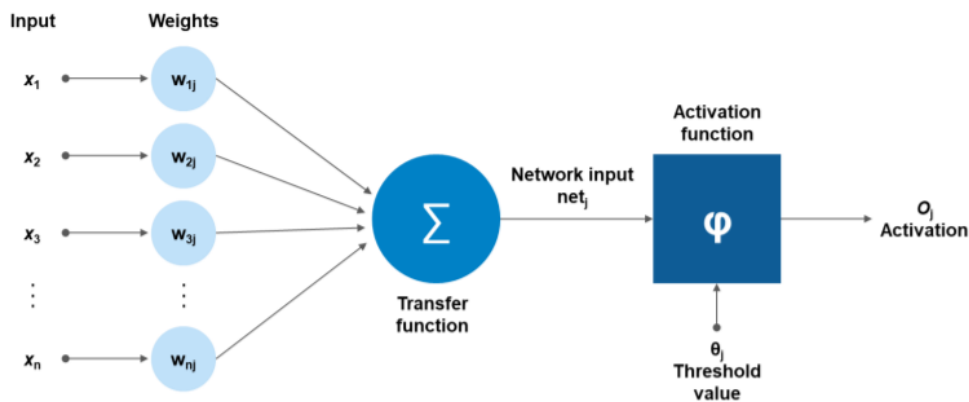 Input
Weights
x₁
w₁ⱼ
x₂
w₂ⱼ
x₃
w₃ⱼ
⋮
⋮
xₙ
wₙⱼ
Σ
Transfer
function
Network input
netⱼ
Activation
function
φ
θⱼ
Threshold
value
Oⱼ
Activation